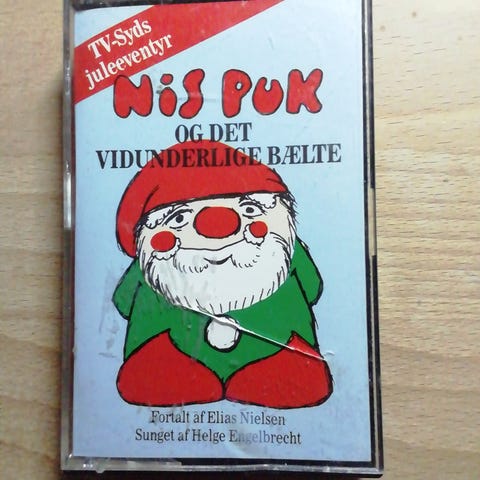 TV-Syds
juleeventyr
NiS PUK
OG DET
VIDUNDERLIGE BÆLTE
Fortalt af Elias Nielsen
Sunget af Helge Engelbrecht